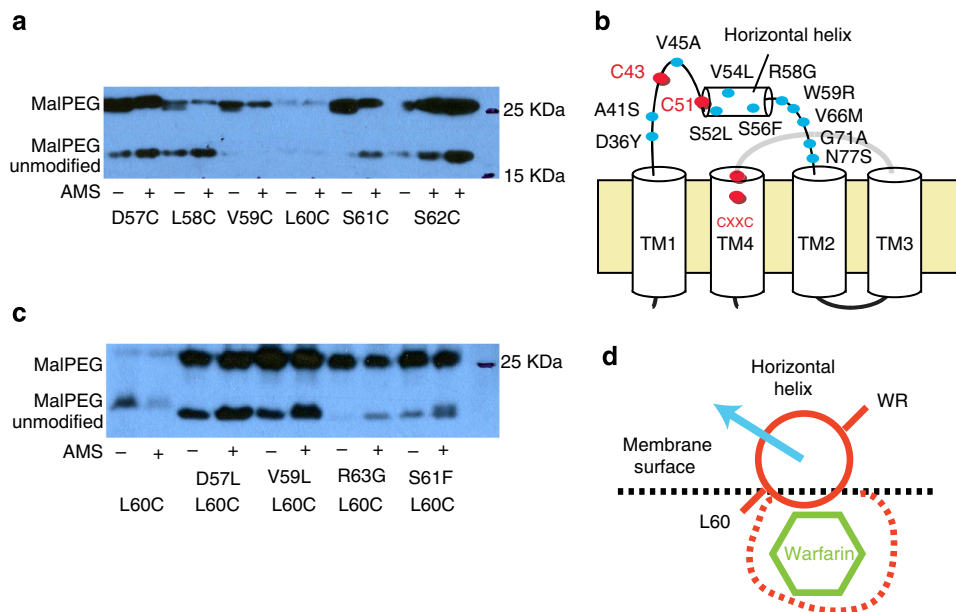 a
MalPEG
25 KDa
MalPEG
unmodified
15 KDa
AMS – + – + – + – + – + – + +
D57C L58C V59C L60C S61C S62C
b
Horizontal helix
V45A
C43
V54L
R58G
C51
W59R
A41S
V66M
S52L
S56F
G71A
D36Y
N77S
CXXC
TM1 TM4 TM2 TM3
c
MalPEG
25 KDa
MalPEG
unmodified
AMS – + – + – + – + – +
D57L V59L R63G S61F
L60C L60C L60C L60C L60C
d
Horizontal
helix
WR
Membrane
surface
L60
Warfarin